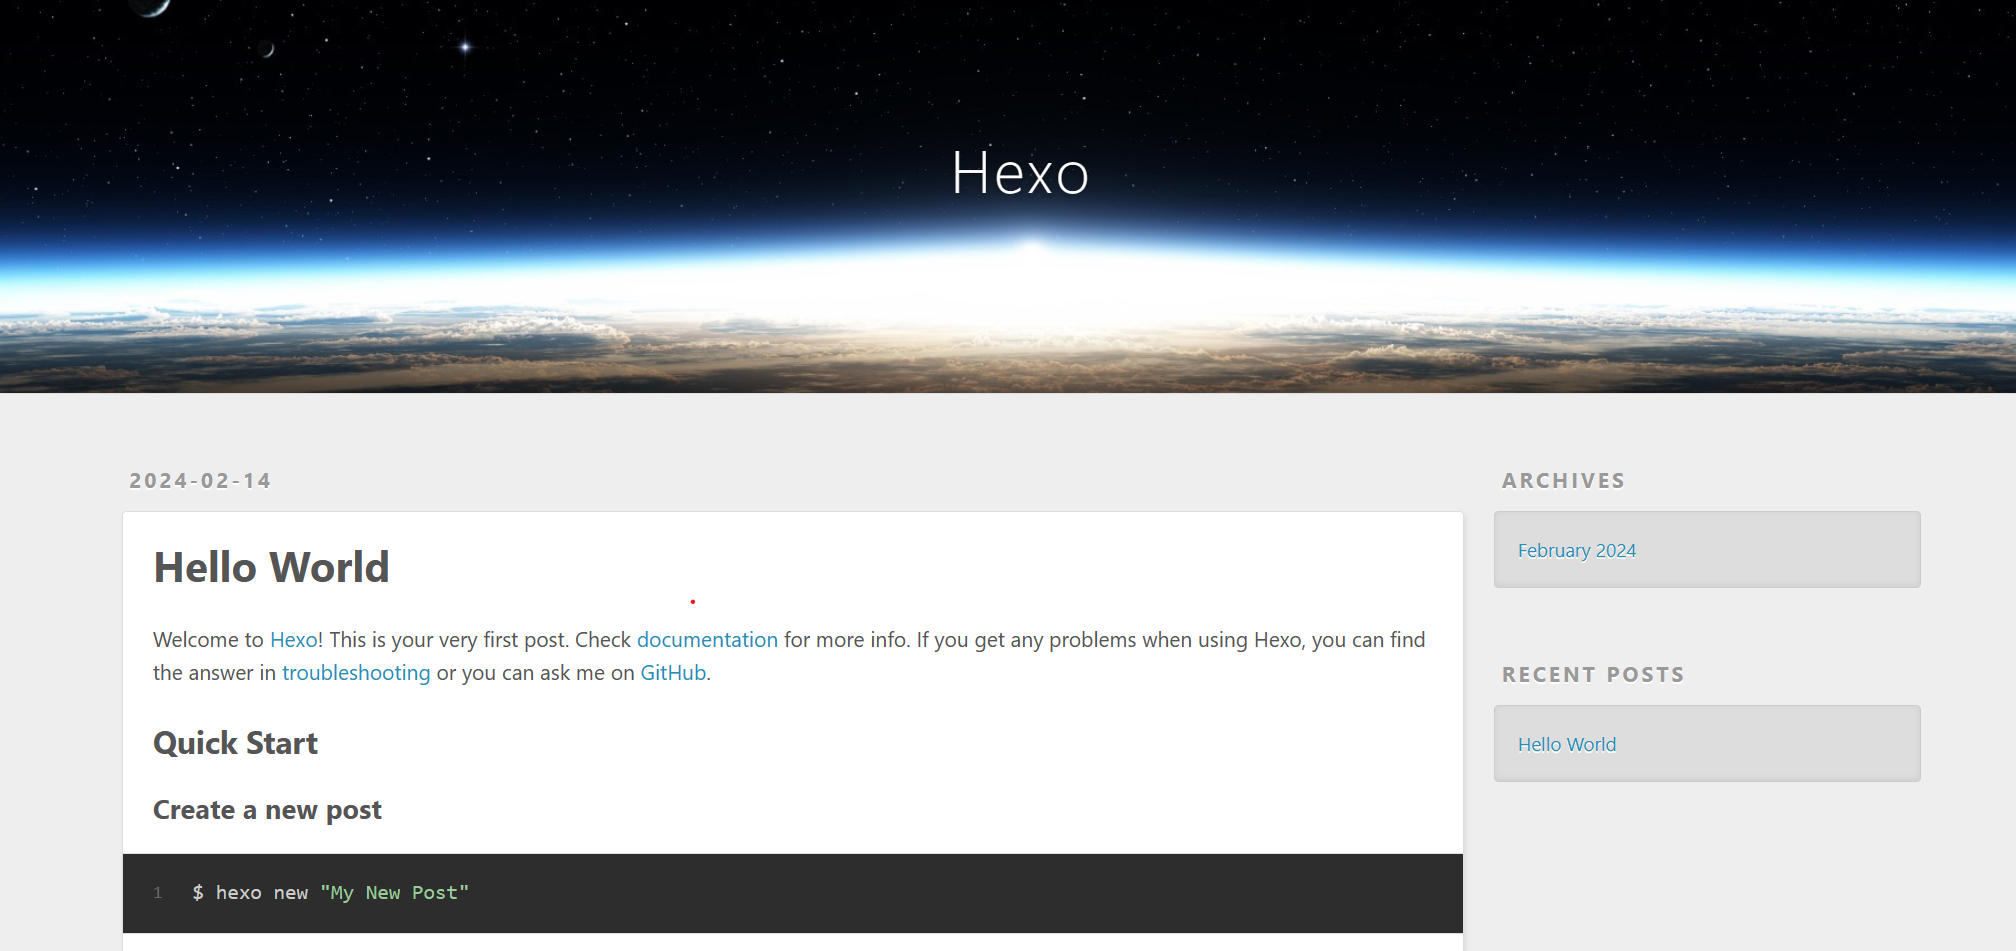 Hexo
2024-02-14
Hello World
Welcome to Hexo! This is your very first post. Check documentation for more info. If you get any problems when using Hexo, you can find
the answer in troubleshooting or you can ask me on GitHub.
Quick Start
Create a new post
1 $ hexo new "My New Post"
ARCHIVES
February 2024
RECENT POSTS
Hello World